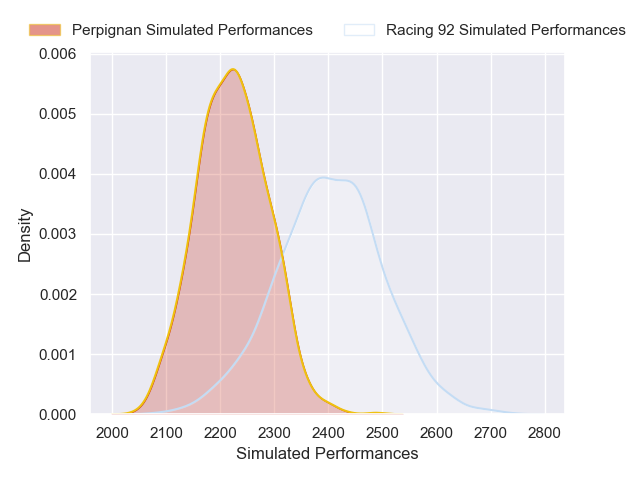 Perpignan Simulated Performances
Racing 92 Simulated Performances
0.006
0.005
0.004
0.003
0.002
0.001
0.000
Density
2000 2100 2200 2300 2400 2500 2600 2700 2800
Simulated Performances